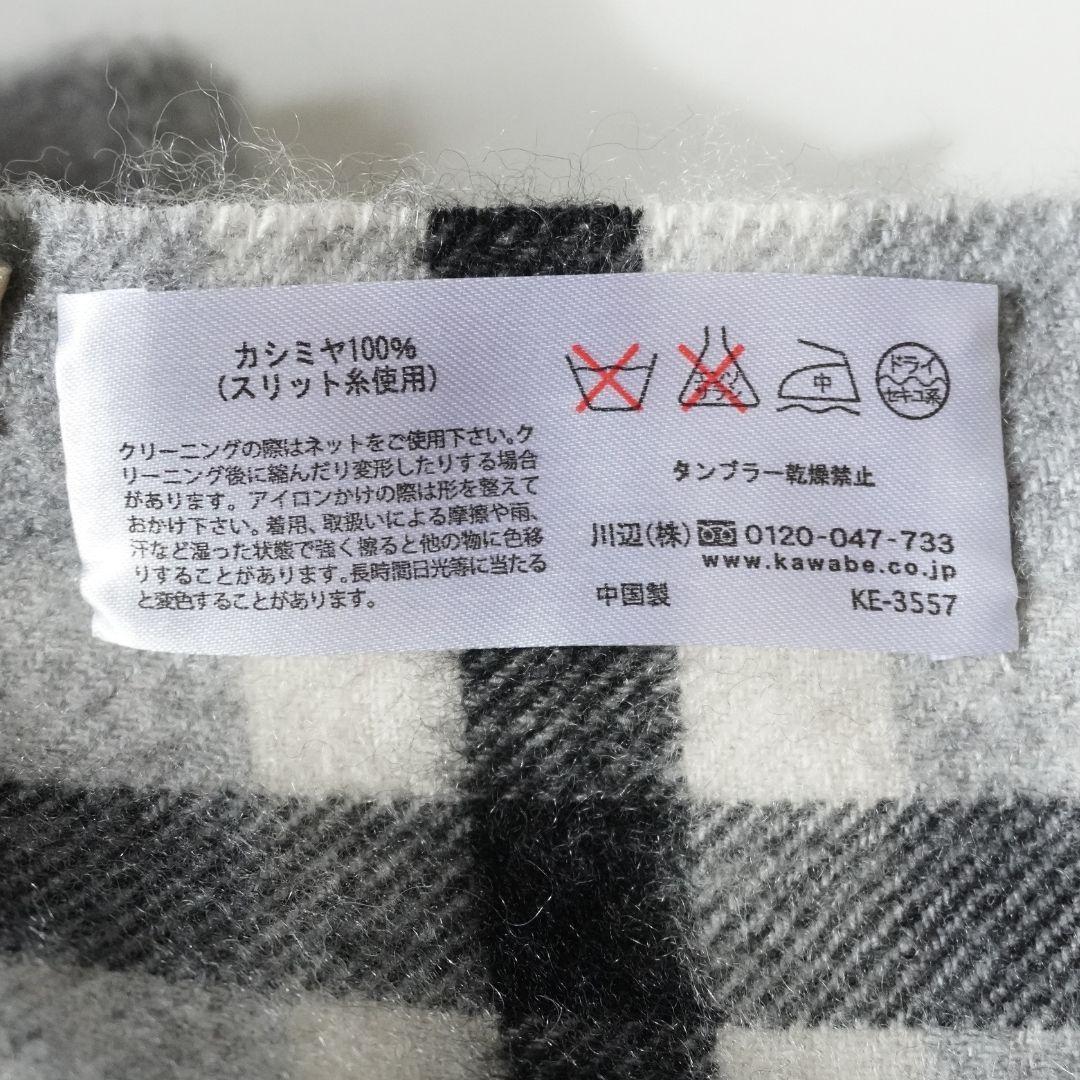 カシミヤ100%
(スリット糸使用)
クリーニングの際はネットをご使用下さい。ク
リーニング後に縮んだり変形したりする場合
があります。アイロンかけの際は形を整えて
おかけ下さい。着用、取扱いによる摩擦や雨、
汗など湿った状態で強く擦ると他の物に色移
りすることがあります。長時間日光等に当たる
と変色することがあります。
中
ドライ
セキユ系
タンブラー乾燥禁止
川辺(株) 0120-047-733
www.kawabe.co.jp
中国製 KE-3557